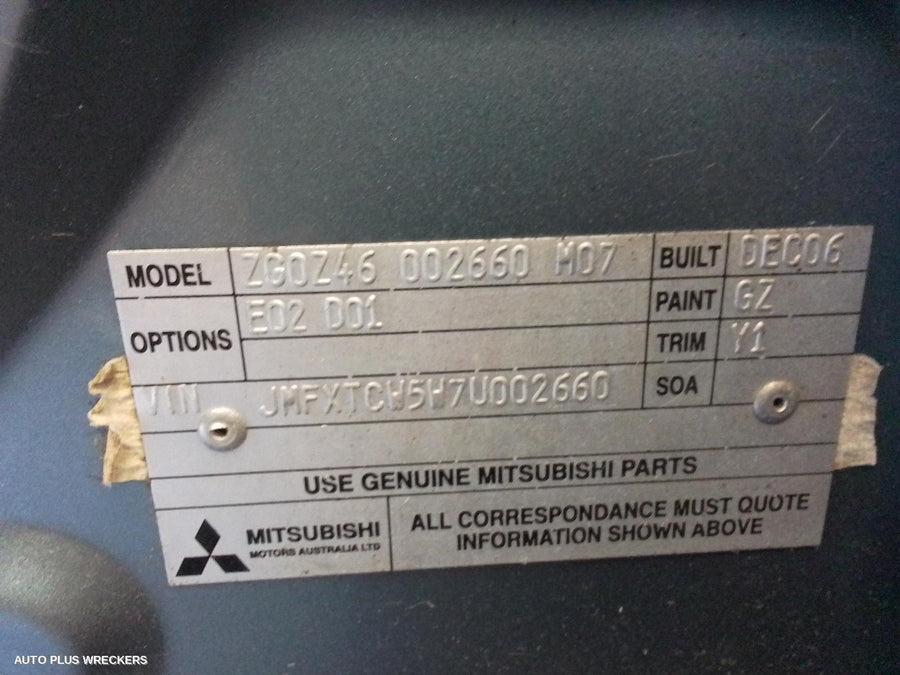 MODEL ZG0Z46 002660 M07 BUILT DEC06
OPTIONS E02 D01 PAINT GZ
TRIM Y1
VIN JMFXTCW5W7U002660 SOA
USE GENUINE MITSUBISHI PARTS
MITSUBISHI
MOTORS AUSTRALIA LTD
ALL CORRESPONDANCE MUST QUOTE
INFORMATION SHOWN ABOVE
AUTO PLUS WRECKERS